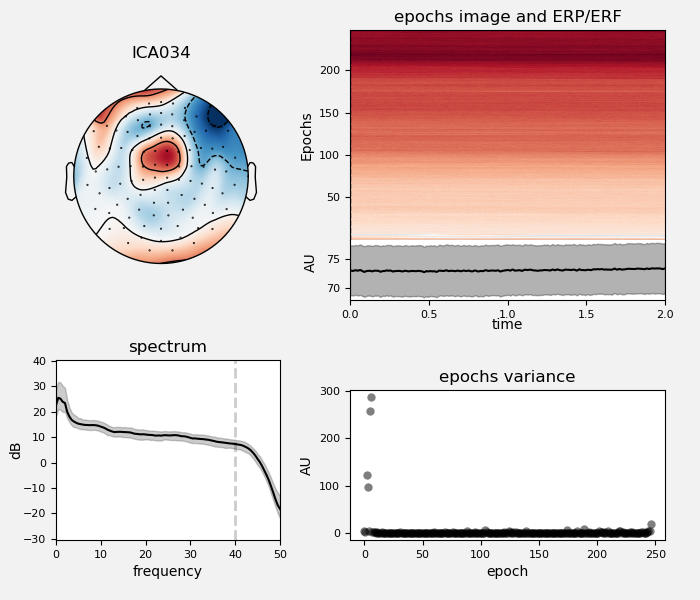 ICA034
epochs image and ERP/ERF
Epochs
200
150
100
50
AU
75
70
0.0 0.5 1.0 1.5 2.0
time
spectrum
dB
40
30
20
10
0
−10
−20
−30
0 10 20 30 40 50
frequency
epochs variance
AU
300
200
100
0
0 50 100 150 200 250
epoch